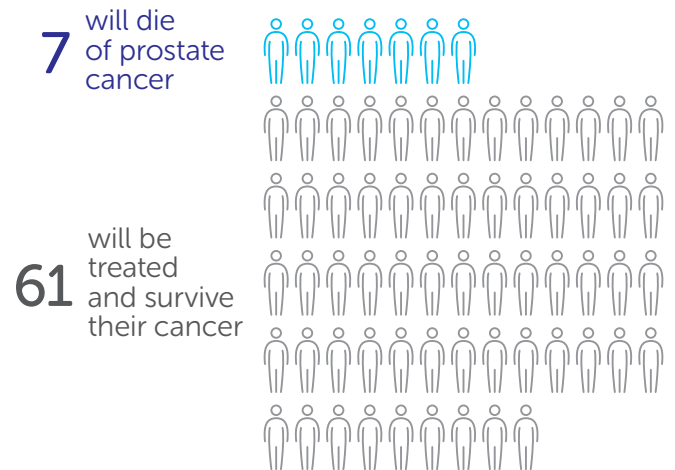 7
will die
of prostate
cancer
61
will be
treated
and survive
their cancer